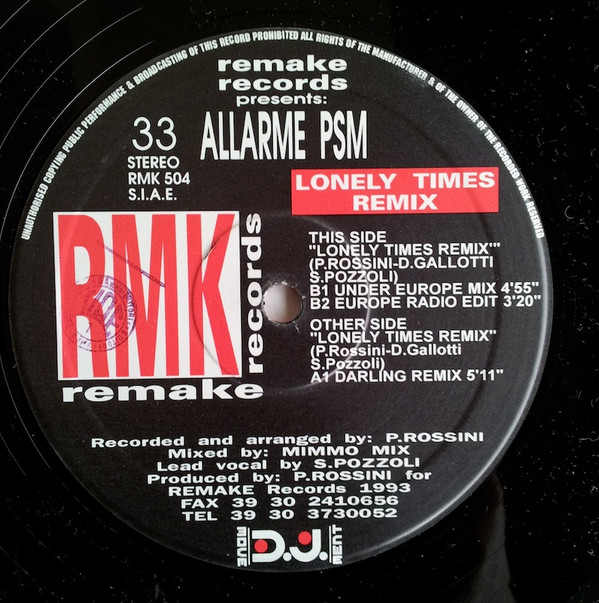 UNAUTHORISED COPYING PUBLIC PERFORMANCE & BROADCASTING OF THIS RECORD PROHIBITED ALL RIGHTS OF THE MANUFACTURER & OF THE OWNER OF THE RECORDED WORK RESERVED
remake
records
presents:
33
ALLARME PSM
STEREO
RMK 504
S.I.A.E.
LONELY TIMES
REMIX
RMK
records
remake
THIS SIDE
"LONELY TIMES REMIX'"
(P.ROSSINI-D.GALLOTTI
S.POZZOLI)
B1 UNDER EUROPE MIX 4'55"
B2 EUROPE RADIO EDIT 3'20"
OTHER SIDE
"LONELY TIMES REMIX"
(P.Rossini-D.Gallotti
S.Pozzoli)
A1 DARLING REMIX 5'11"
Recorded and arranged by: P.ROSSINI
Mixed by: MIMMO MIX
Lead vocal by S.POZZOLI
Produced by: P.ROSSINI for
REMAKE Records 1993
FAX 39 30 2410656
TEL 39 30 3730052
MOVE
D.J.
MENT